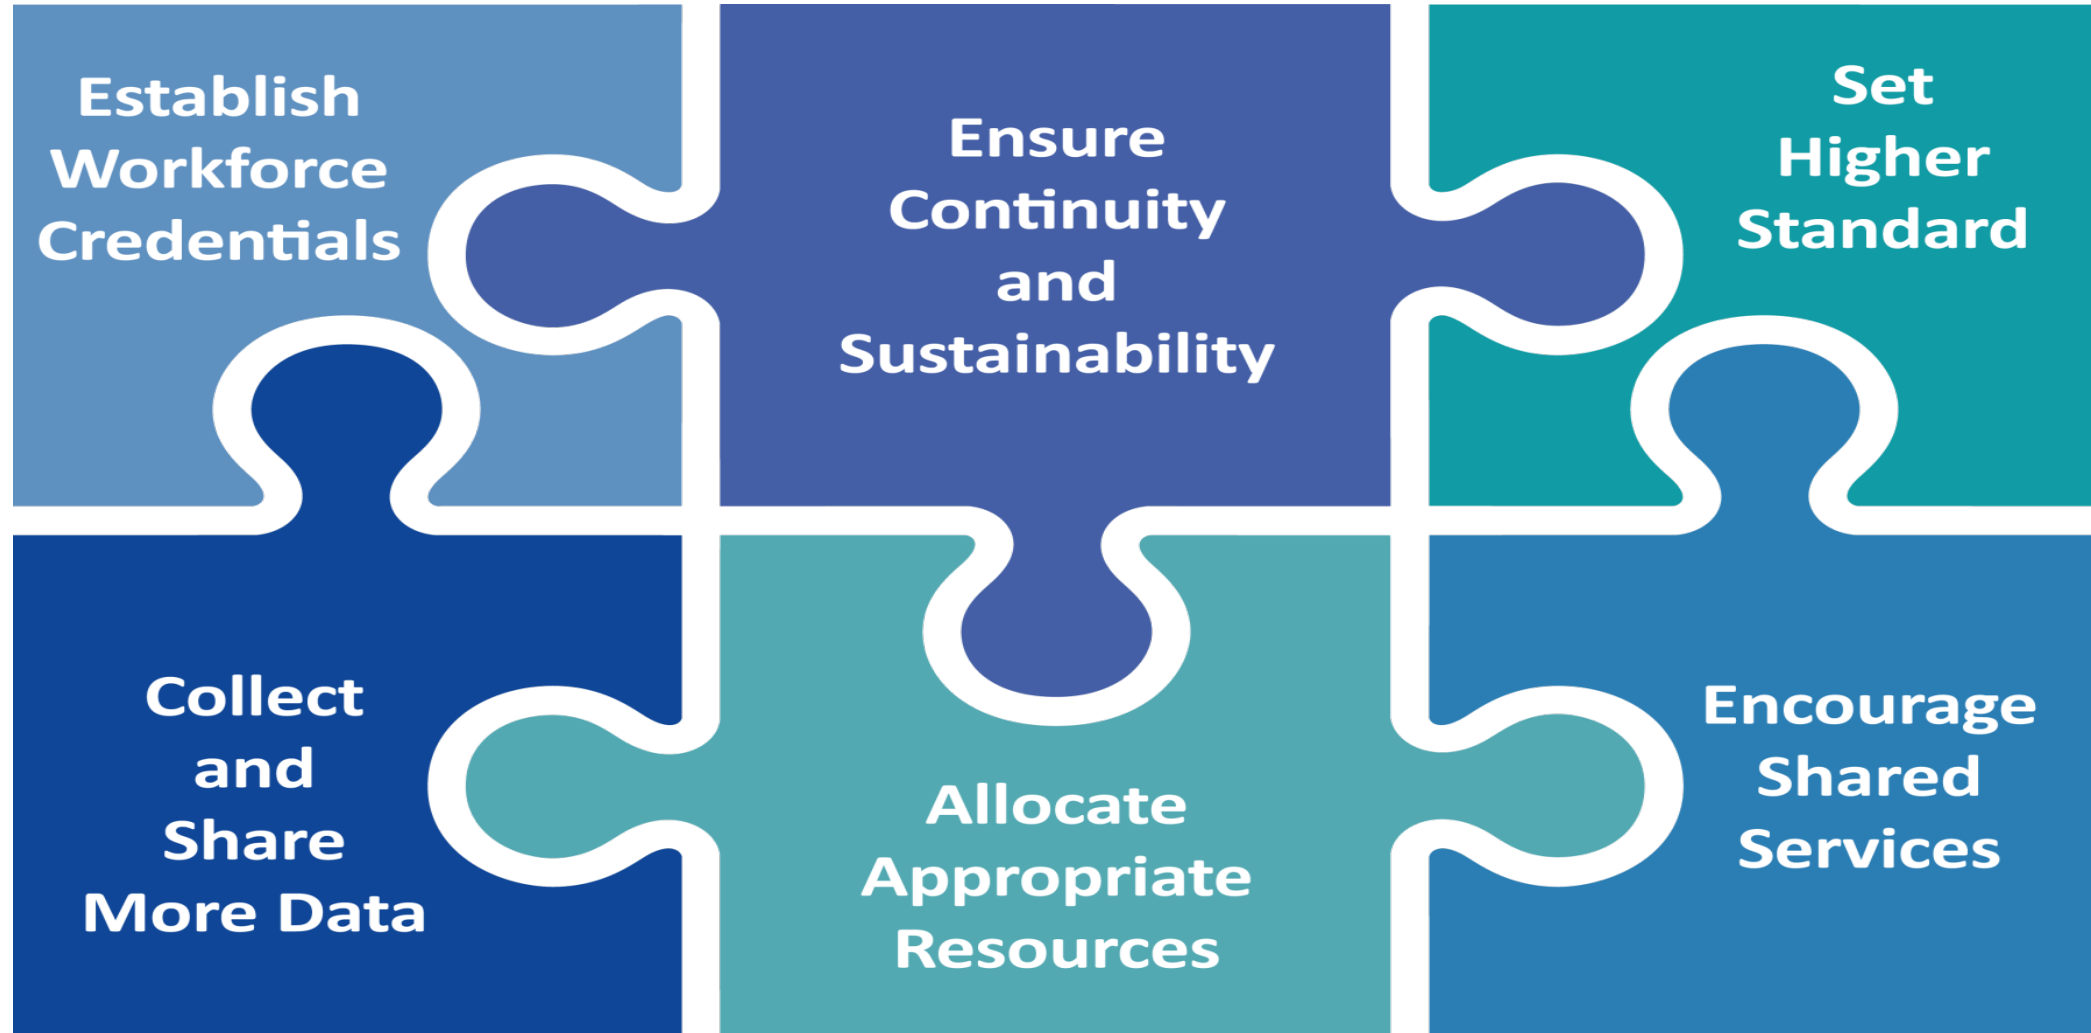 Establish
Workforce
Credentials
Ensure
Continuity
and
Sustainability
Set
Higher
Standard
Collect
and
Share
More Data
Allocate
Appropriate
Resources
Encourage
Shared
Services